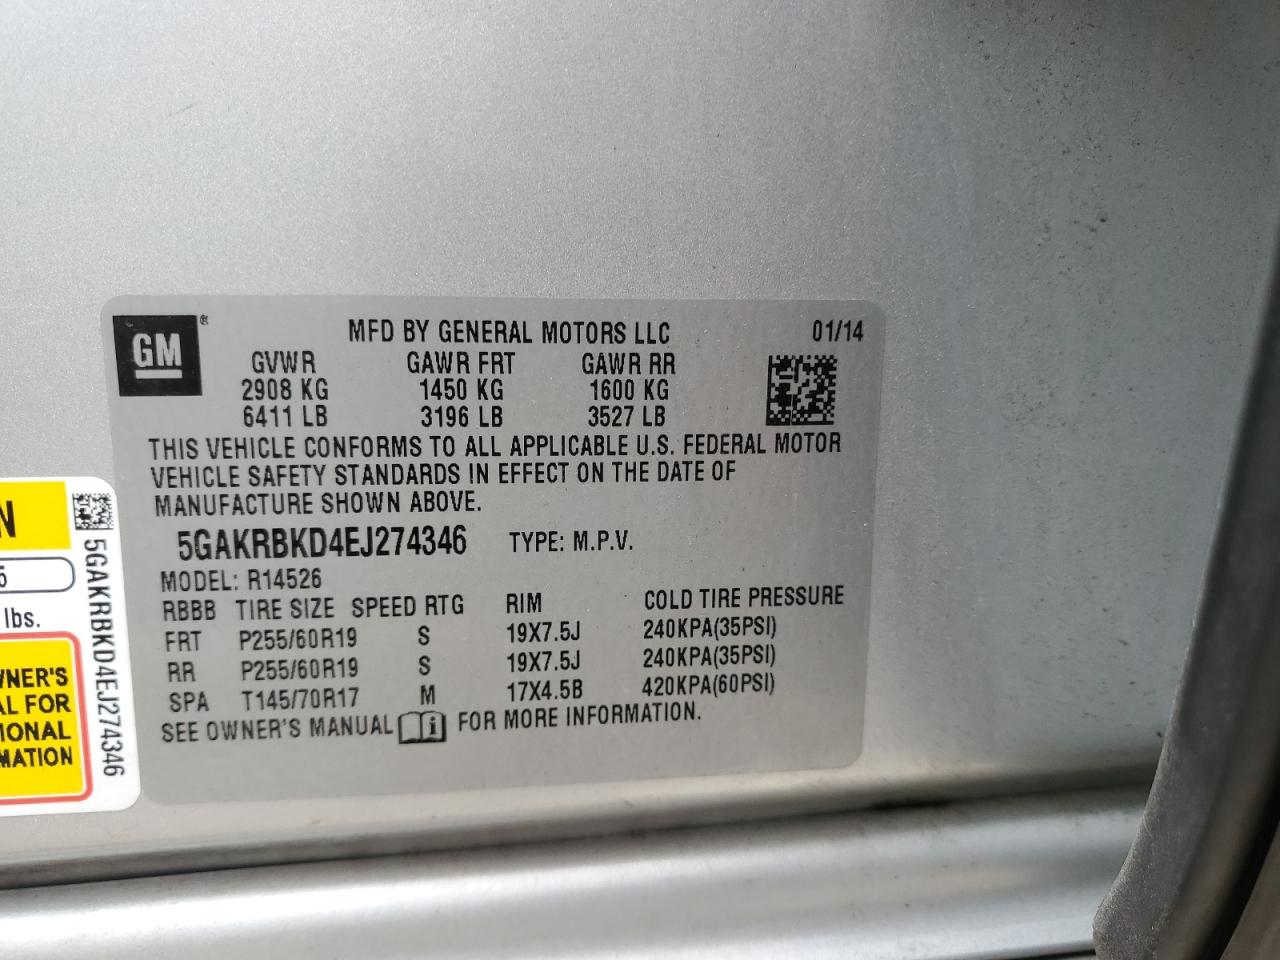 GM ®
MFD BY GENERAL MOTORS LLC 01/14
GVWR GAWR FRT GAWR RR
2908 KG 1450 KG 1600 KG
6411 LB 3196 LB 3527 LB
THIS VEHICLE CONFORMS TO ALL APPLICABLE U.S. FEDERAL MOTOR
VEHICLE SAFETY STANDARDS IN EFFECT ON THE DATE OF
MANUFACTURE SHOWN ABOVE.
5GAKRBKD4EJ274346 TYPE: M.P.V.
MODEL: R14526
RBBB TIRE SIZE SPEED RTG RIM COLD TIRE PRESSURE
FRT P255/60R19 S 19X7.5J 240KPA(35PSI)
RR P255/60R19 S 19X7.5J 240KPA(35PSI)
SPA T145/70R17 M 17X4.5B 420KPA(60PSI)
SEE OWNER'S MANUAL i FOR MORE INFORMATION.
N
5
lbs.
WNER'S
AL FOR
IONAL
MATION
5GAKRBKD4EJ274346